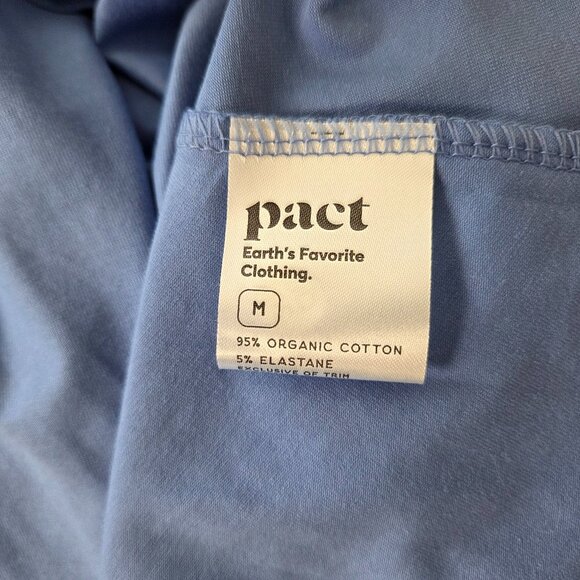 pact
Earth's Favorite
Clothing.
M
95% ORGANIC COTTON
5% ELASTANE
EXCLUSIVE OF TRIM